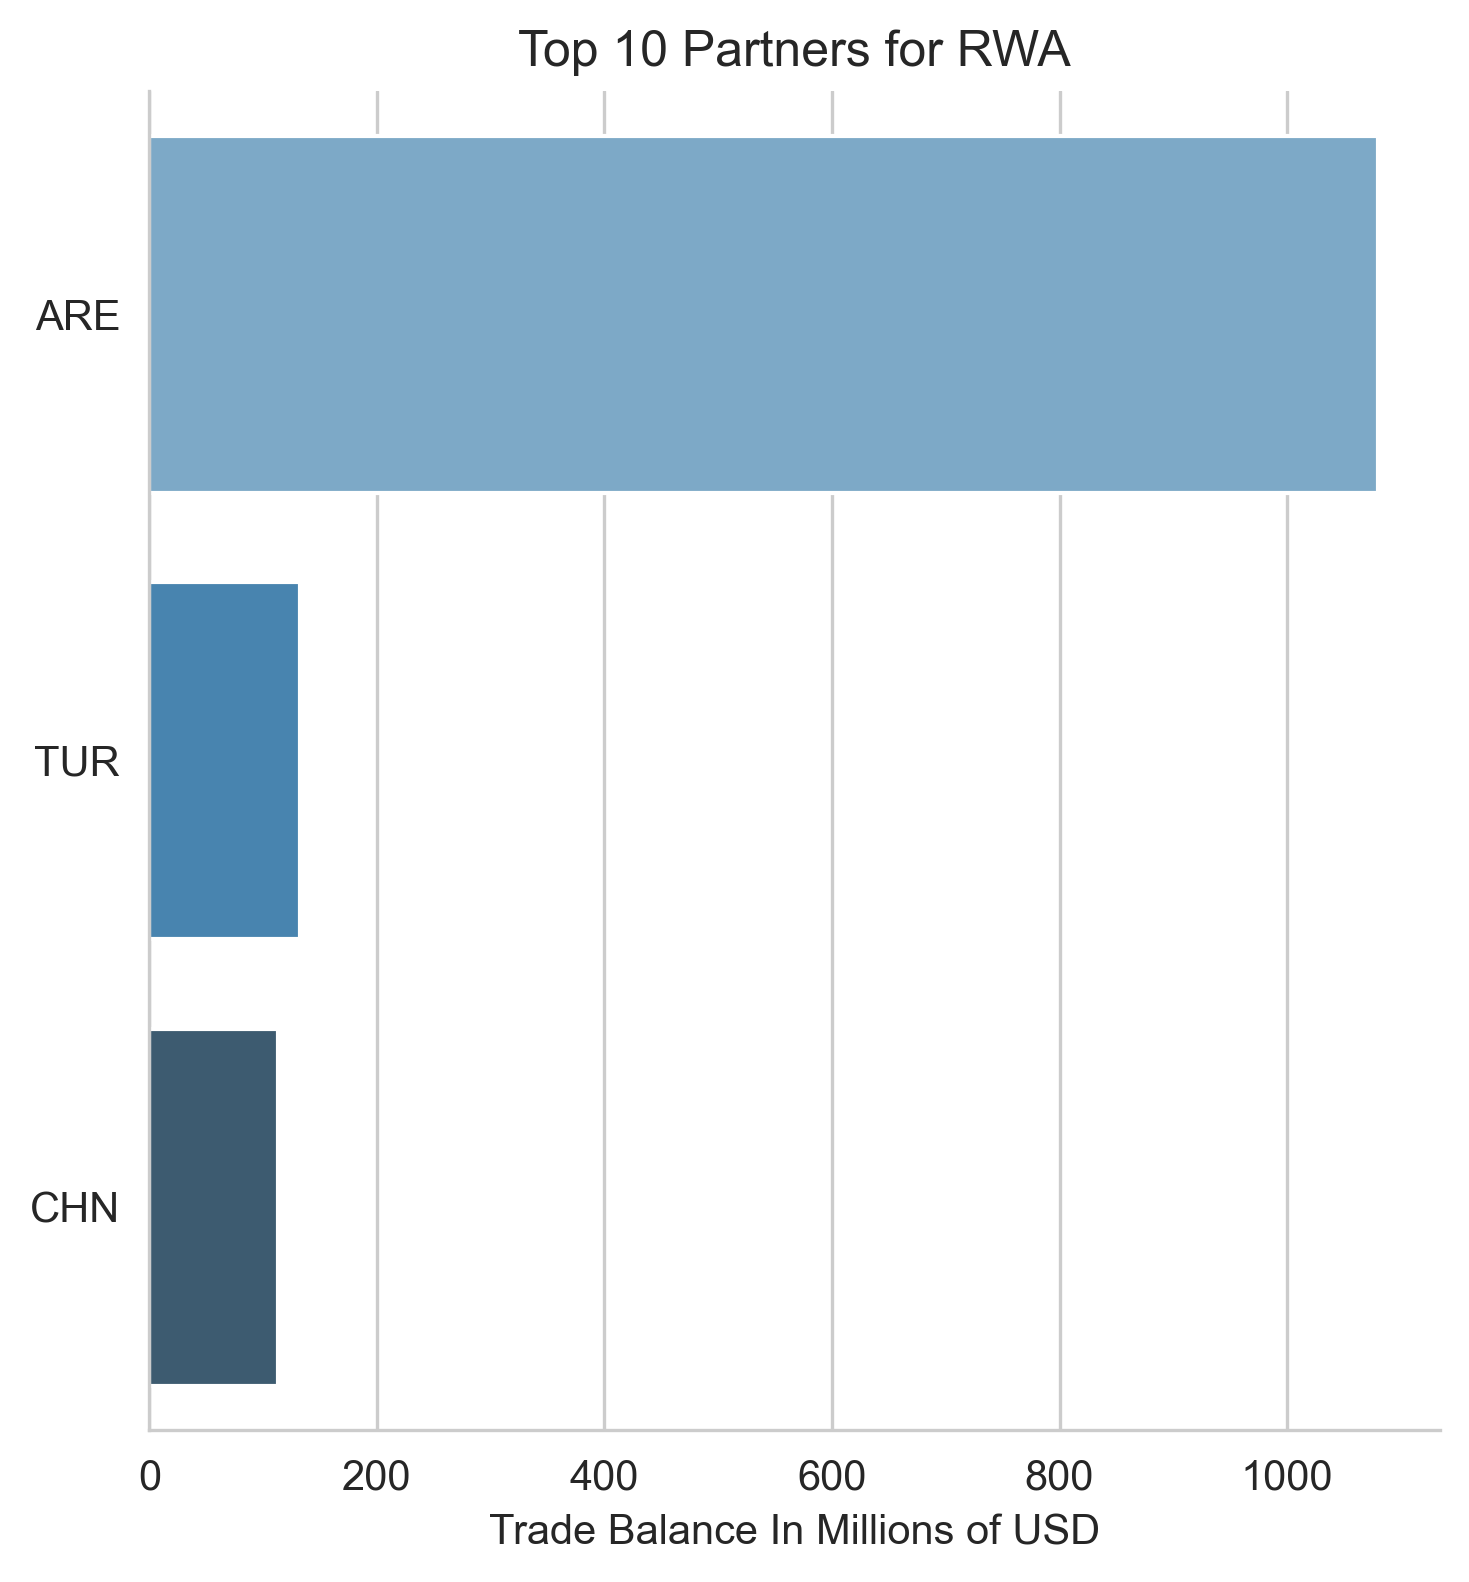 Top 10 Partners for RWA
ARE
TUR
CHN
0 200 400 600 800 1000
Trade Balance In Millions of USD